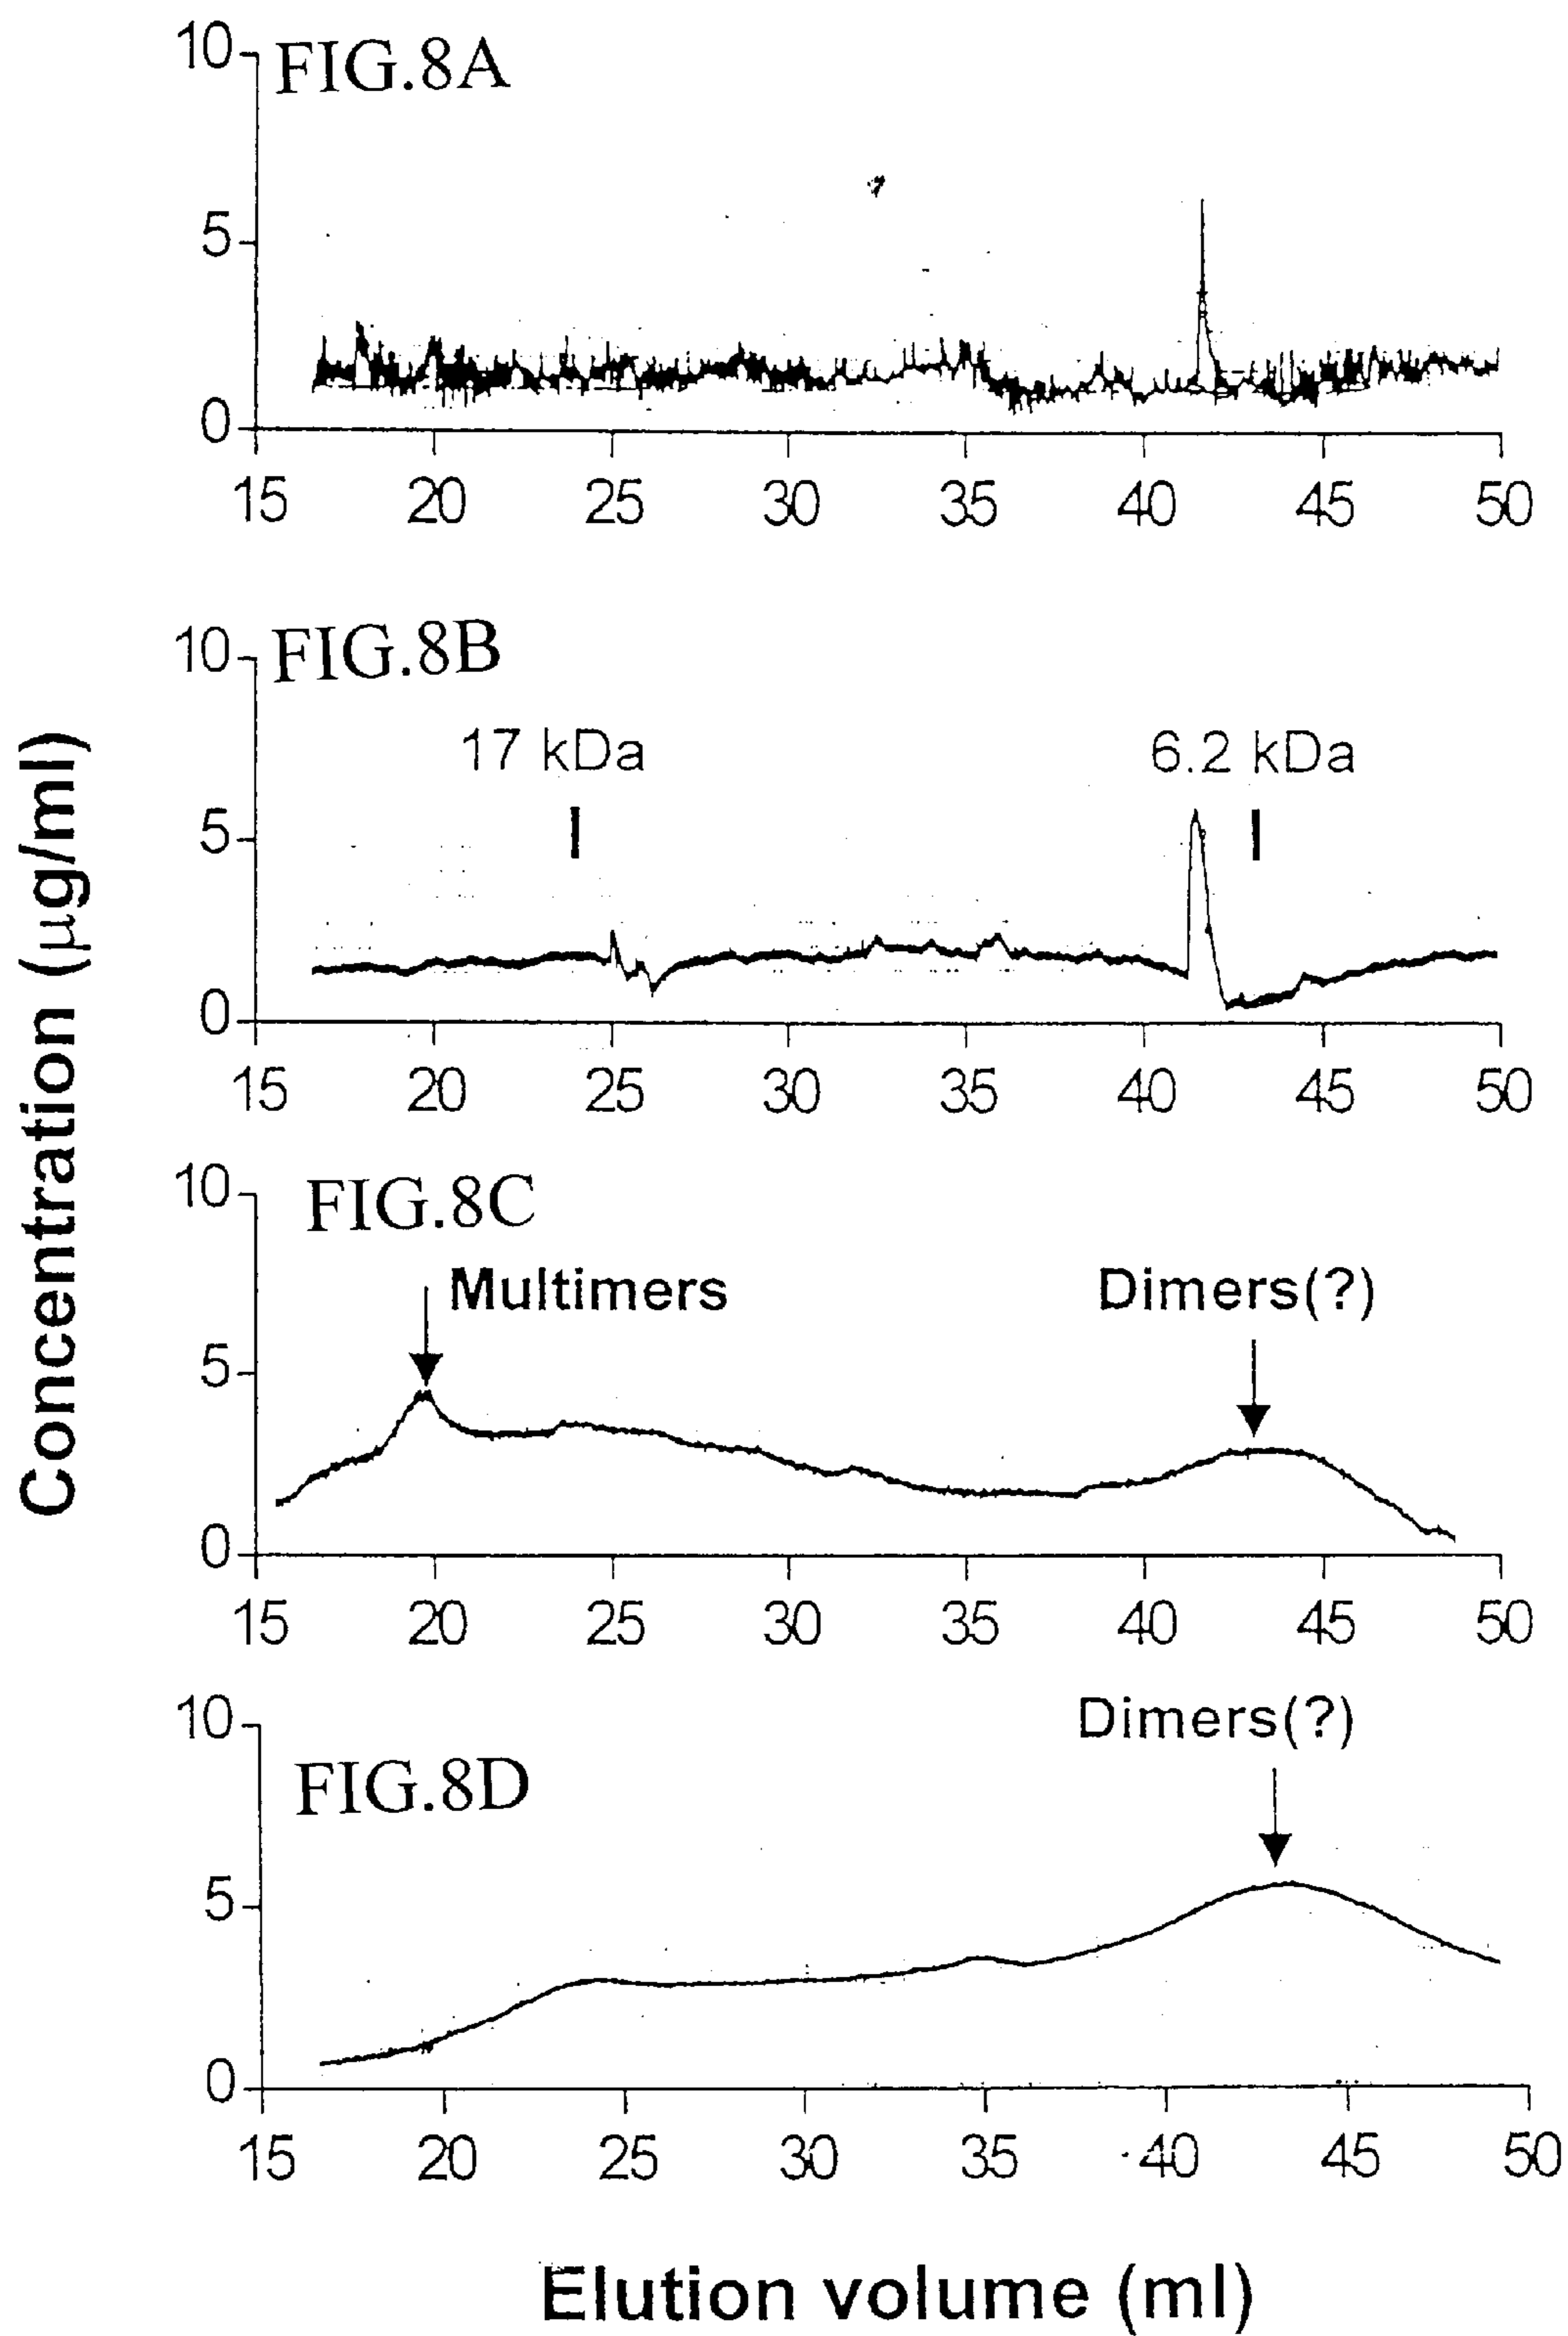 10 FIG.8A
5
0
15 20 25 30 35 40 45 50
10 FIG.8B
17 kDa 6.2 kDa
5
0
15 20 25 30 35 40 45 50
10 FIG.8C
Multimers Dimers(?)
5
0
15 20 25 30 35 40 45 50
Dimers(?)
10
FIG.8D
5
0
15 20 25 30 35 40 45 50
Concentration (µg/ml)
Elution volume (ml)